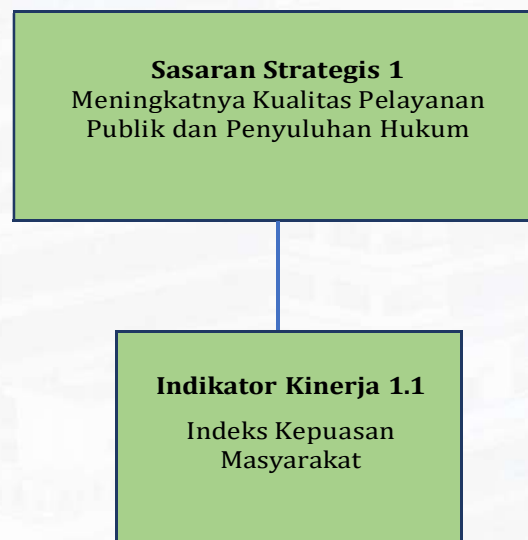 Sasaran Strategis 1
Meningkatnya Kualitas Pelayanan
Publik dan Penyuluhan Hukum
Indikator Kinerja 1.1
Indeks Kepuasan
Masyarakat